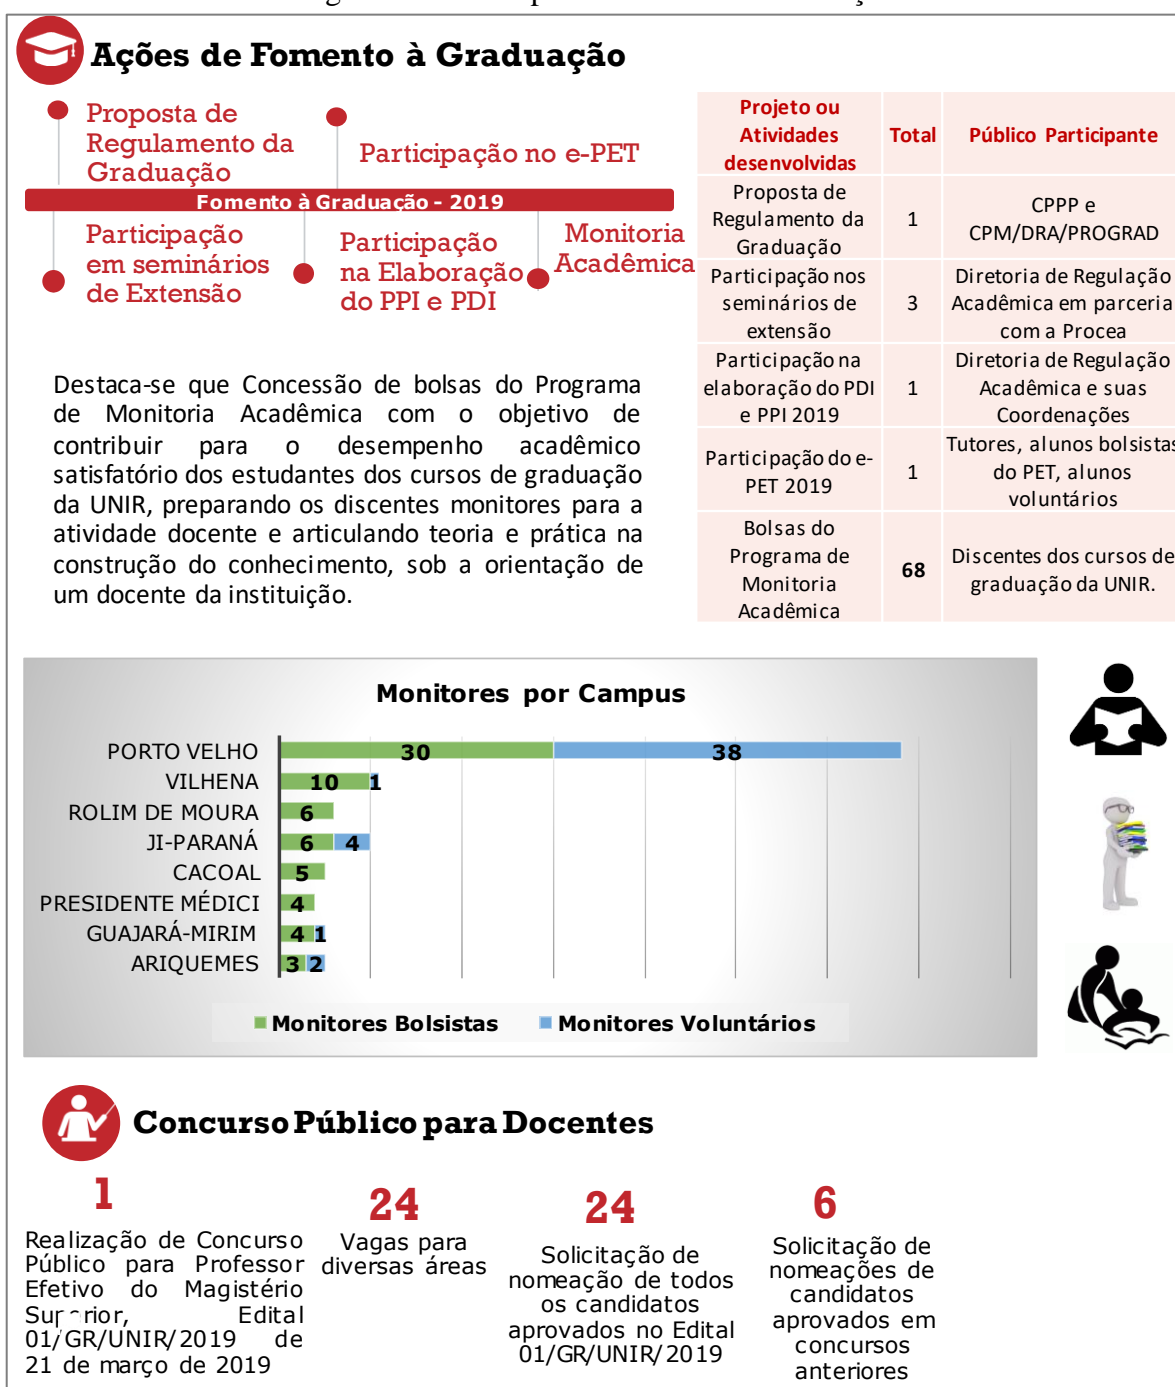 Ações de Fomento à Graduação
Proposta de
Regulamento da
Graduação
Participação no e-PET
Fomento à Graduação - 2019
Participação
em seminários
de Extensão
Participação
na Elaboração
do PPI e PDI
Monitoria
Acadêmica
Projeto ou
Atividades
desenvolvidas
Total
Público Participante
Proposta de
Regulamento da
Graduação
1
CPPP e
CPM/DRA/PROGRAD
Participação nos
seminários de
extensão
3
Diretoria de Regulação
Acadêmica em parceria
com a Procea
Participação na
elaboração do PDI
e PPI 2019
1
Diretoria de Regulação
Acadêmica e suas
Coordenações
Participação do e-
PET 2019
1
Tutores, alunos bolsistas
do PET, alunos
voluntários
Bolsas do
Programa de
Monitoria
Acadêmica
68
Discentes dos cursos de
graduação da UNIR.
Destaca-se que Concessão de bolsas do Programa
de Monitoria Acadêmica com o objetivo de
contribuir para o desempenho acadêmico
satisfatório dos estudantes dos cursos de graduação
da UNIR, preparando os discentes monitores para a
atividade docente e articulando teoria e prática na
construção do conhecimento, sob a orientação de
um docente da instituição.
Monitores por Campus
PORTO VELHO 30 38
VILHENA 10 1
ROLIM DE MOURA 6
JI-PARANÁ 6 4
CACOAL 5
PRESIDENTE MÉDICI 4
GUAJARÁ-MIRIM 4 1
ARIQUEMES 3 2
Monitores Bolsistas Monitores Voluntários
Concurso Público para Docentes
1
Realização de Concurso
Público para Professor
Efetivo do Magistério
Superior, Edital
01/GR/UNIR/2019 de
21 de março de 2019
24
Vagas para
diversas áreas
24
Solicitação de
nomeação de todos
os candidatos
aprovados no Edital
01/GR/UNIR/2019
6
Solicitação de
nomeações de
candidatos
aprovados em
concursos
anteriores